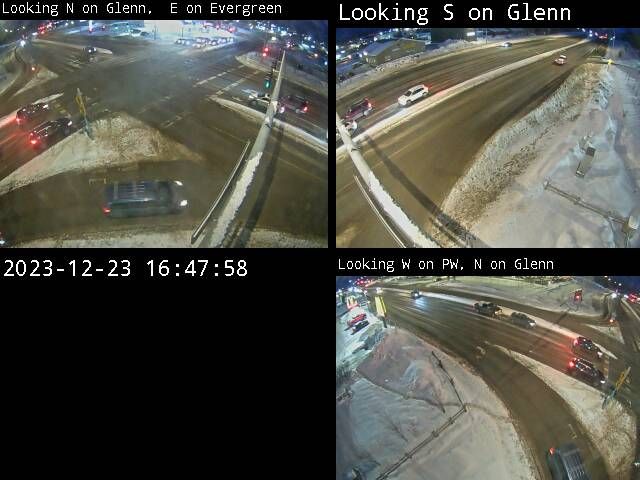 Looking N on Glenn,  E on Evergreen
Looking S on Glenn
2023-12-23 16:47:58
Looking W on PW, N on Glenn